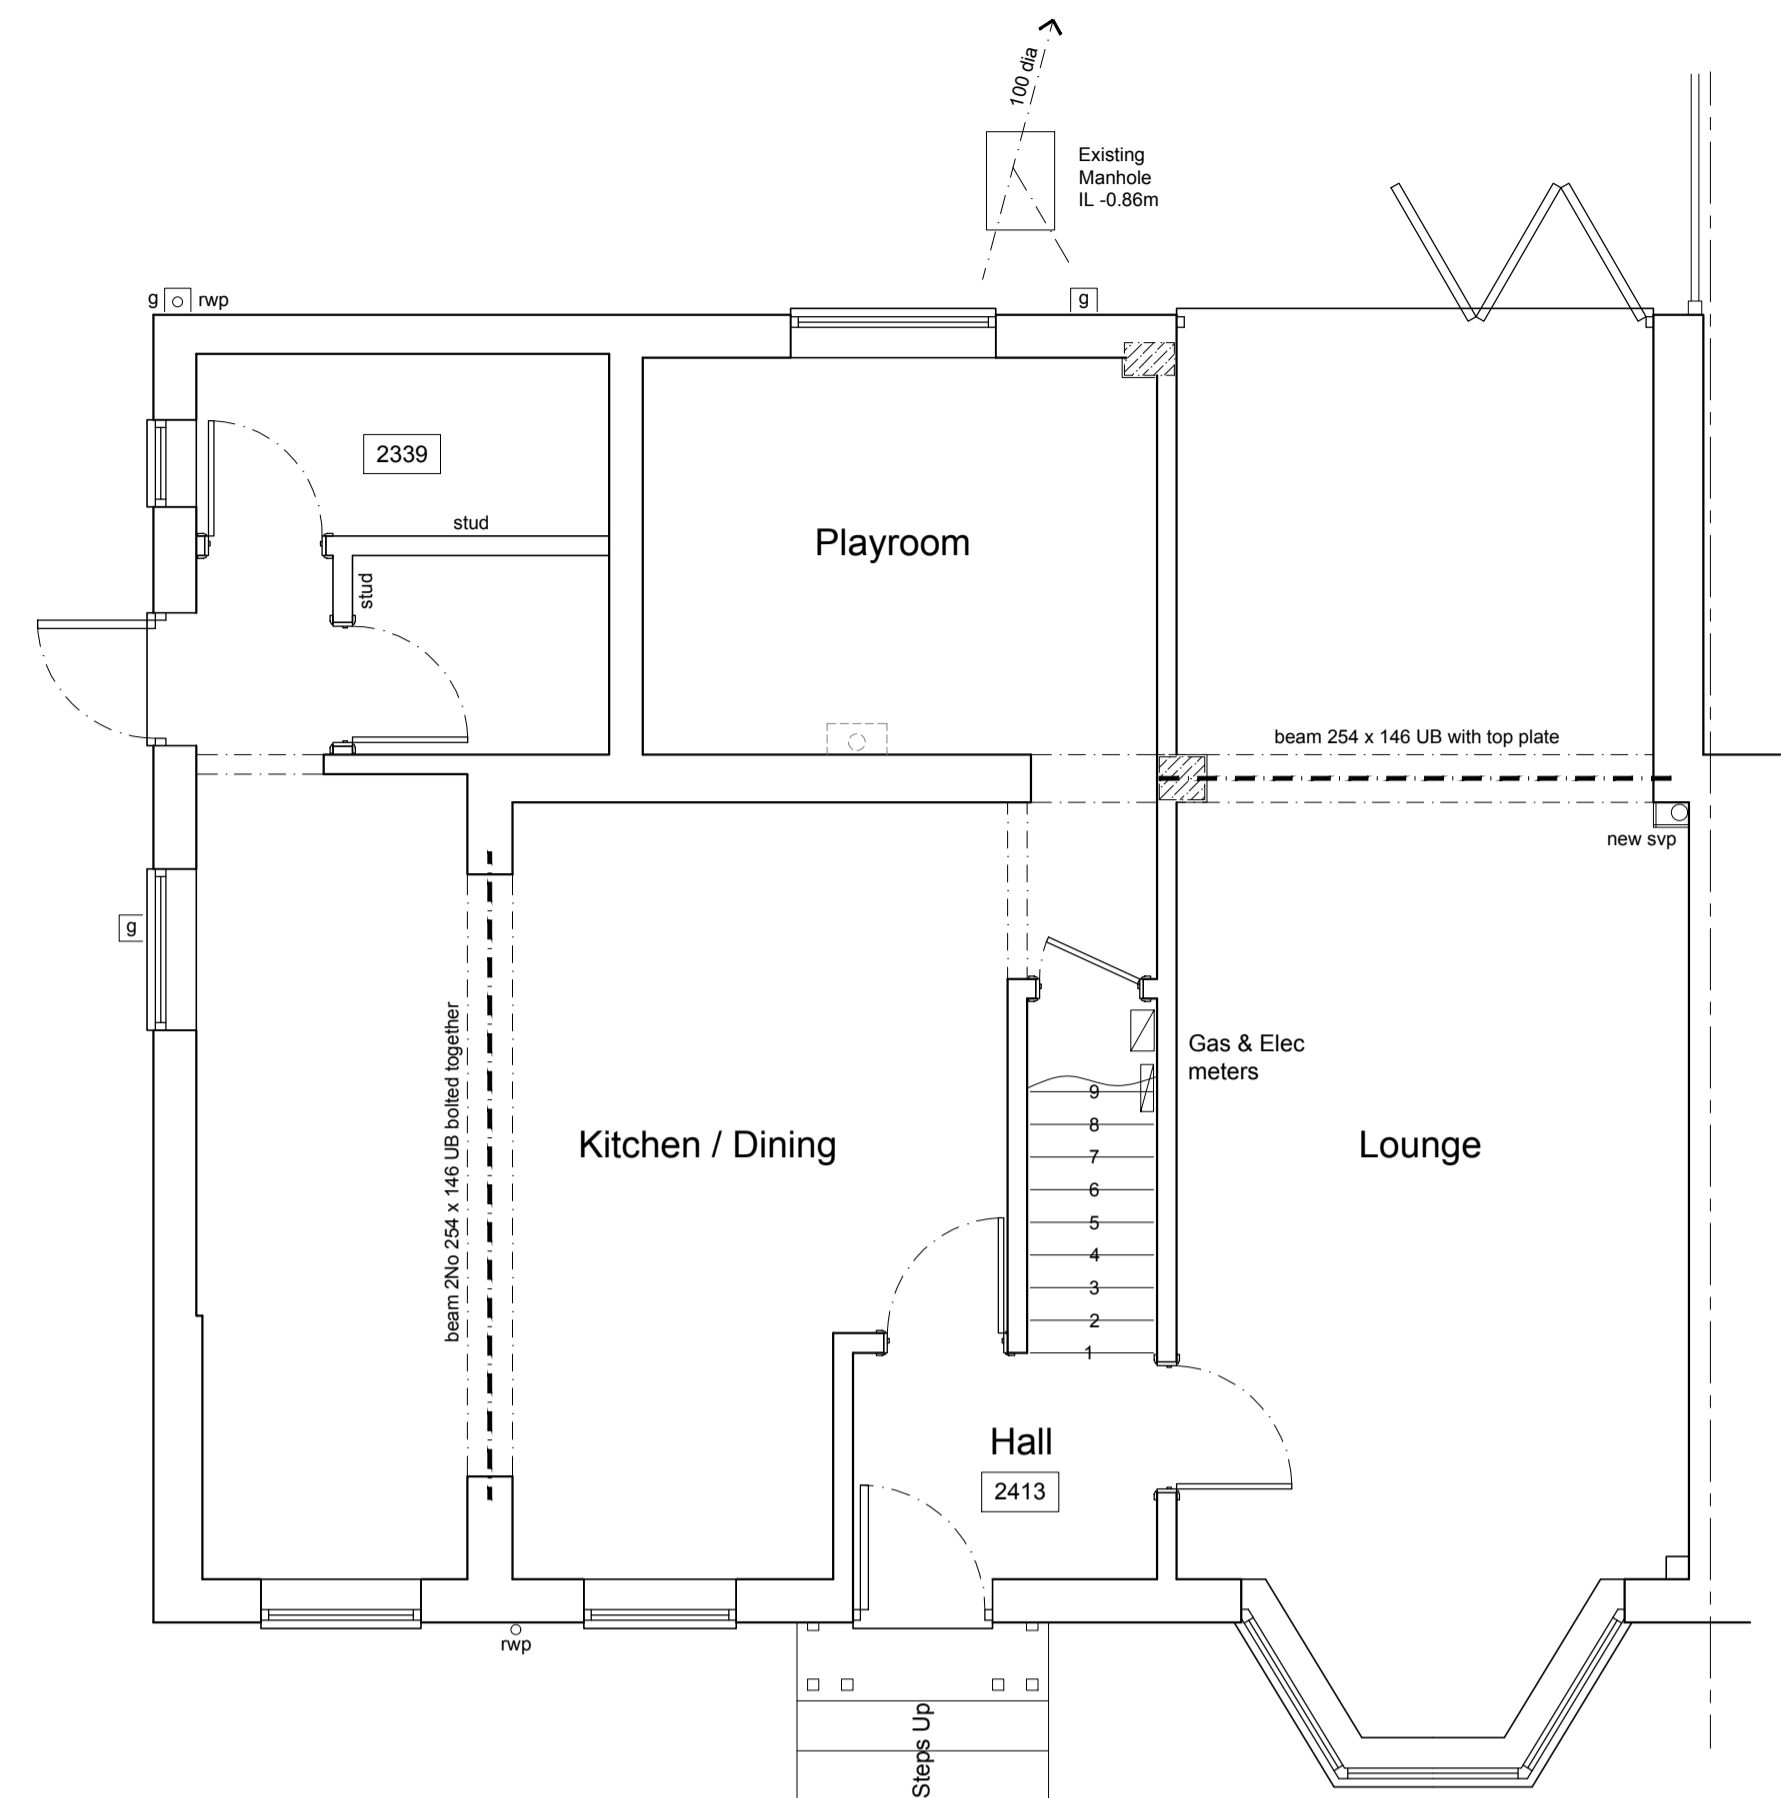 100 dia
Existing
Manhole
IL -0.86m
g
rwp
g
2339
stud
stud
Playroom
beam 254 x 146 UB with top plate
new svp
g
beam 2No 254 x 146 UB bolted together
Gas & Elec
meters
Kitchen / Dining
Lounge
9
8
7
6
5
4
3
2
1
Hall
2413
rwp
Steps Up